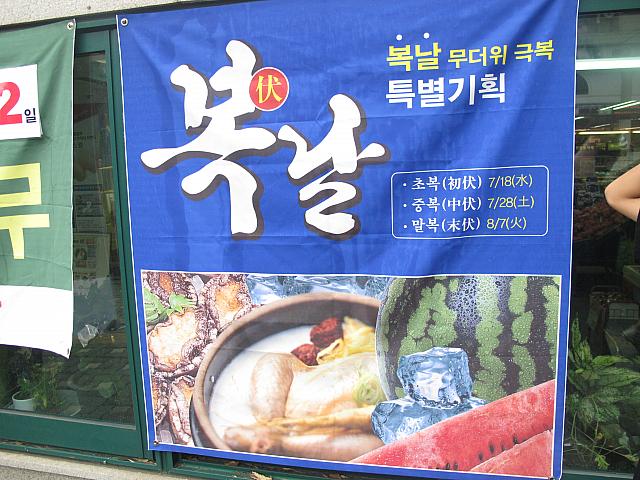 복날 무더위 극복
특별기획
복날
伏
· 초복(初伏) 7/18(水)
· 중복(中伏) 7/28(土)
· 말복(末伏) 8/7(火)
2일
무